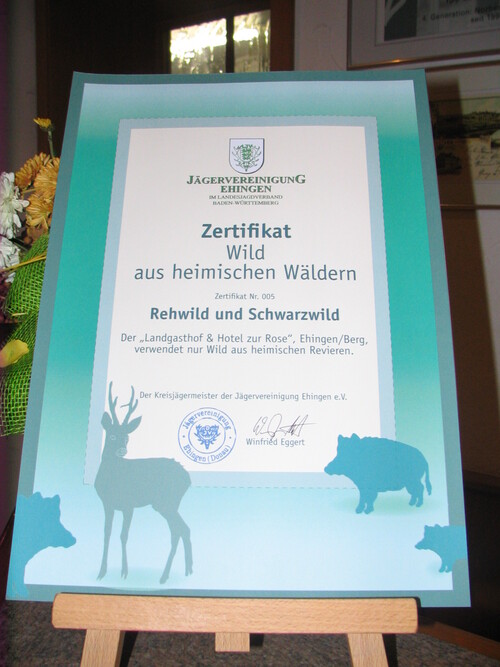 4. Generation
JÄGERVEREINIGUNG
EHINGEN
IM LANDESJAGDVERBAND
BADEN-WÜRTTEMBERG
Zertifikat
Wild
aus heimischen Wäldern
Zertifikat Nr. 005
Rehwild und Schwarzwild
Der „Landgasthof & Hotel zur Rose", Ehingen/Berg,
verwendet nur Wild aus heimischen Revieren.
Der Kreisjägermeister der Jägervereinigung Ehingen e.V.
Jägervereinigung
Ehingen (Donau)
Winfried Eggert